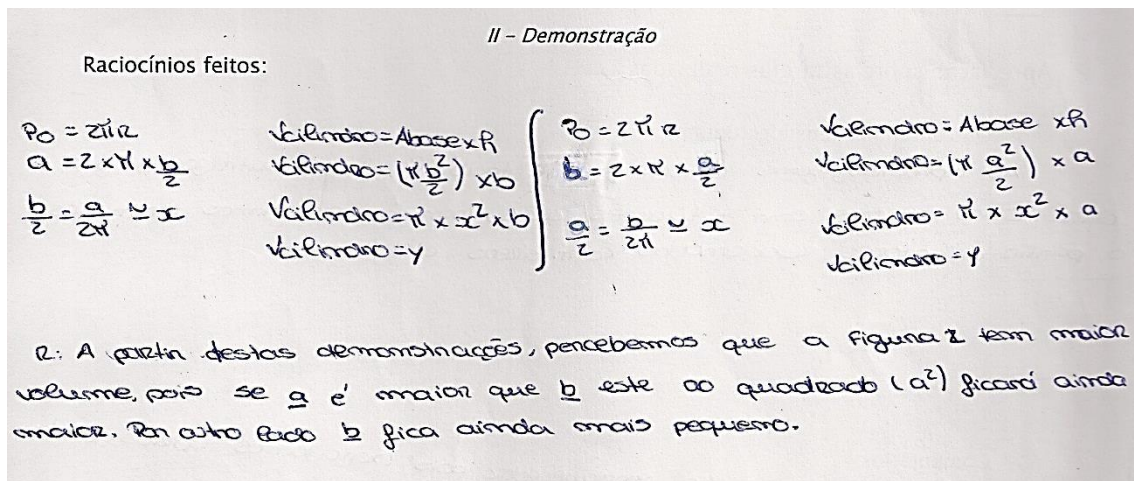 II – Demonstração
Raciocínios feitos:
P₀ = 2πr
a = 2 × π × b/2
b/2 = a/2π ≃ x
Vcilindro = Abase × h
Vcilindro = (π b²/2) × b
Vcilindro = π × x² × b
Vcilindro = y
P₀ = 2πr
b = 2 × π × a/2
a/2 = b/2π ≃ x
Vcilindro = Abase × h
Vcilindro = (π a²/2) × a
Vcilindro = π × x² × a
Vcilindro = y
R: A partir destas demonstrações, percebemos que a figura 1 tem maior
volume, pois se a é maior que b este ao quadrado (a²) ficará ainda
maior. Por outro lado b fica ainda mais pequeno.